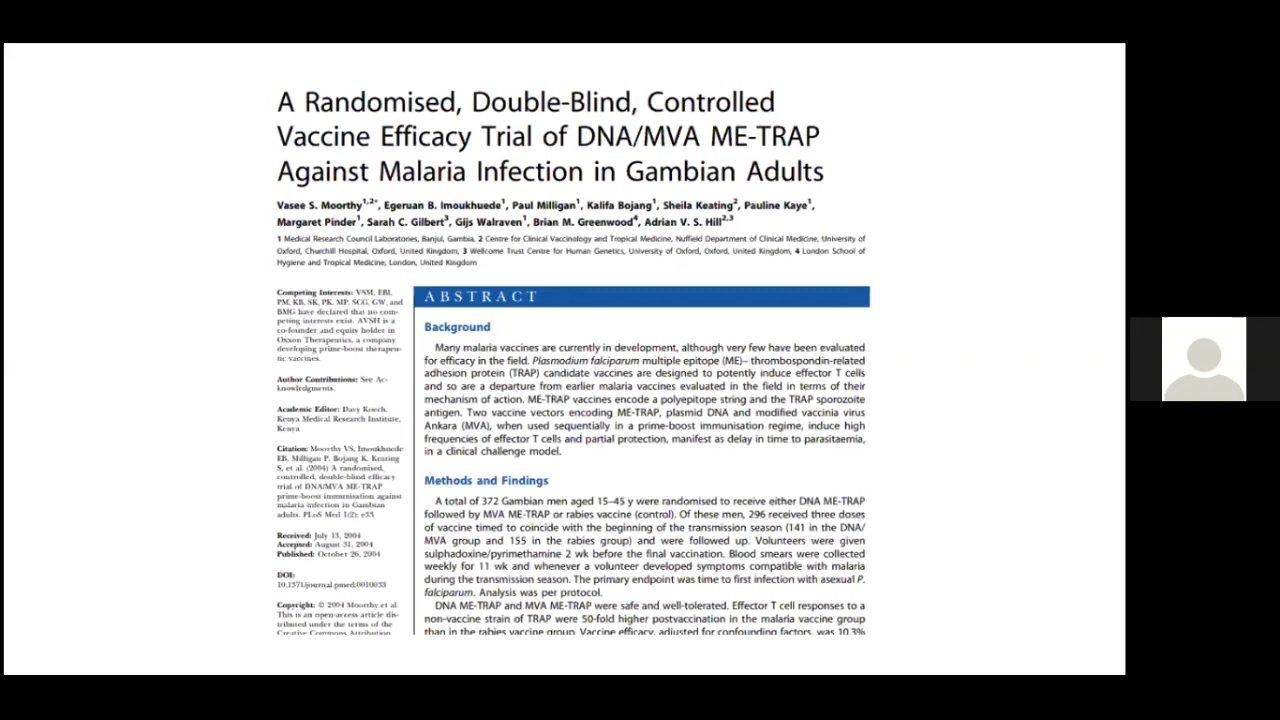 A Randomised, Double-Blind, Controlled
Vaccine Efficacy Trial of DNA/MVA ME-TRAP
Against Malaria Infection in Gambian Adults
Vasee S. Moorthy1,2*, Egeruan B. Imoukhuede1, Paul Milligan1, Kalifa Bojang1, Sheila Keating2, Pauline Kaye1,
Margaret Pinder1, Sarah C. Gilbert3, Gijs Walraven1, Brian M. Greenwood4, Adrian V. S. Hill2,3
1 Medical Research Council Laboratories, Banjul, Gambia, 2 Centre for Clinical Vaccinology and Tropical Medicine, Nuffield Department of Clinical Medicine, University of
Oxford, Churchill Hospital, Oxford, United Kingdom, 3 Wellcome Trust Centre for Human Genetics, University of Oxford, Oxford, United Kingdom, 4 London School of
Hygiene and Tropical Medicine, London, United Kingdom
Competing Interests: VSM, EBI,
PM, KB, SK, PK, MP, SCG, GW, and
BMG have declared that no com-
peting interests exist. AVSH is a
co-founder and equity holder in
Oxxon Therapeutics, a company
developing prime-boost therapeu-
tic vaccines.
Author Contributions: See Ac-
knowledgments.
Academic Editor: Davy Koech,
Kenya Medical Research Institute,
Kenya
Citation: Moorthy VS, Imoukhuede
EB, Milligan P, Bojang K, Keating
S, et al. (2004) A randomised,
controlled, double-blind efficacy
trial of DNA/MVA ME-TRAP
prime-boost immunisation against
malaria infection in Gambian
adults. PLoS Med 1(2): e33.
Received: July 13, 2004
Accepted: August 31, 2004
Published: October 26, 2004
DOI:
10.1371/journal.pmed.0010033
Copyright: © 2004 Moorthy et al.
This is an open-access article dis-
tributed under the terms of the
Creative Commons Attribution
ABSTRACT
Background
Many malaria vaccines are currently in development, although very few have been evaluated
for efficacy in the field. Plasmodium falciparum multiple epitope (ME)– thrombospondin-related
adhesion protein (TRAP) candidate vaccines are designed to potently induce effector T cells
and so are a departure from earlier malaria vaccines evaluated in the field in terms of their
mechanism of action. ME-TRAP vaccines encode a polyepitope string and the TRAP sporozoite
antigen. Two vaccine vectors encoding ME-TRAP, plasmid DNA and modified vaccinia virus
Ankara (MVA), when used sequentially in a prime-boost immunisation regime, induce high
frequencies of effector T cells and partial protection, manifest as delay in time to parasitaemia,
in a clinical challenge model.
Methods and Findings
A total of 372 Gambian men aged 15–45 y were randomised to receive either DNA ME-TRAP
followed by MVA ME-TRAP or rabies vaccine (control). Of these men, 296 received three doses
of vaccine timed to coincide with the beginning of the transmission season (141 in the DNA/
MVA group and 155 in the rabies group) and were followed up. Volunteers were given
sulphadoxine/pyrimethamine 2 wk before the final vaccination. Blood smears were collected
weekly for 11 wk and whenever a volunteer developed symptoms compatible with malaria
during the transmission season. The primary endpoint was time to first infection with asexual P.
falciparum. Analysis was per protocol.
DNA ME-TRAP and MVA ME-TRAP were safe and well-tolerated. Effector T cell responses to a
non-vaccine strain of TRAP were 50-fold higher postvaccination in the malaria vaccine group
than in the rabies vaccine group. Vaccine efficacy, adjusted for confounding factors, was 10.3%